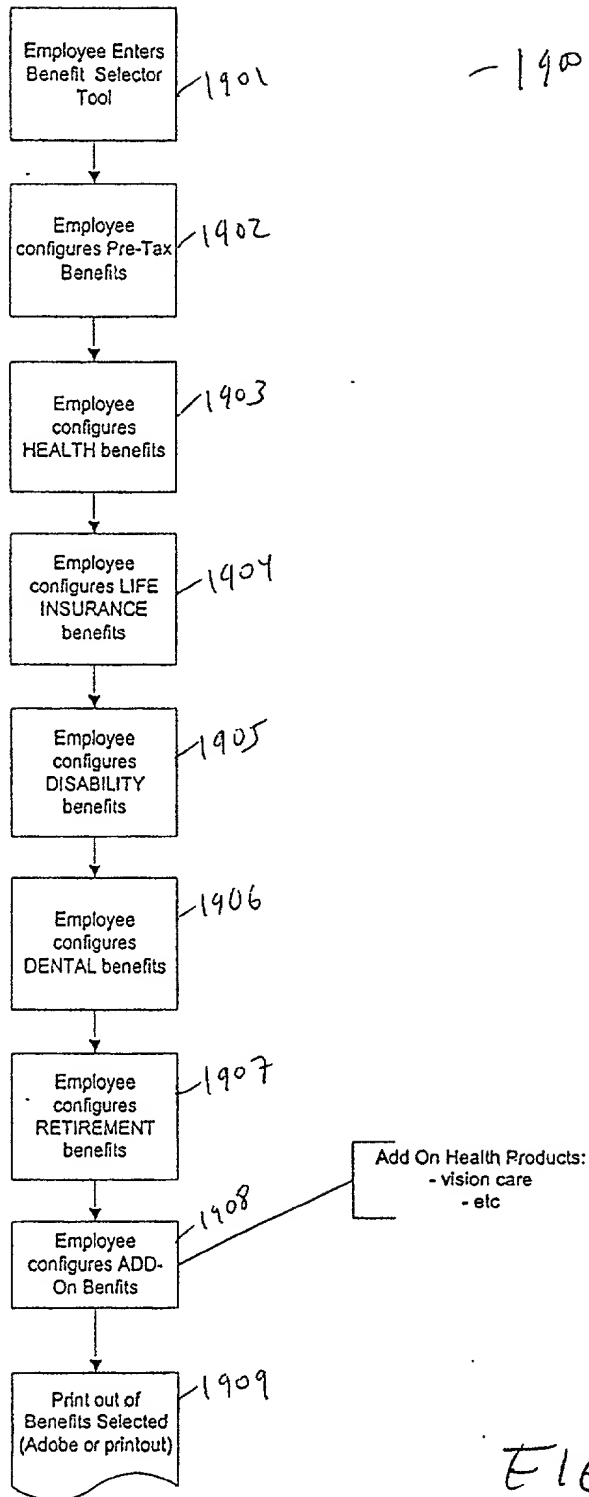 Employee Enters
Benefit Selector
Tool
1901
1900
Employee
configures Pre-Tax
Benefits
1902
Employee
configures
HEALTH benefits
1903
Employee
configures LIFE
INSURANCE
benefits
1904
Employee
configures
DISABILITY
benefits
1905
Employee
configures
DENTAL benefits
1906
Employee
configures
RETIREMENT
benefits
1907
Employee
configures ADD-
On Benfits
1908
Add On Health Products:
- vision care
- etc
Print out of
Benefits Selected
(Adobe or printout)
1909